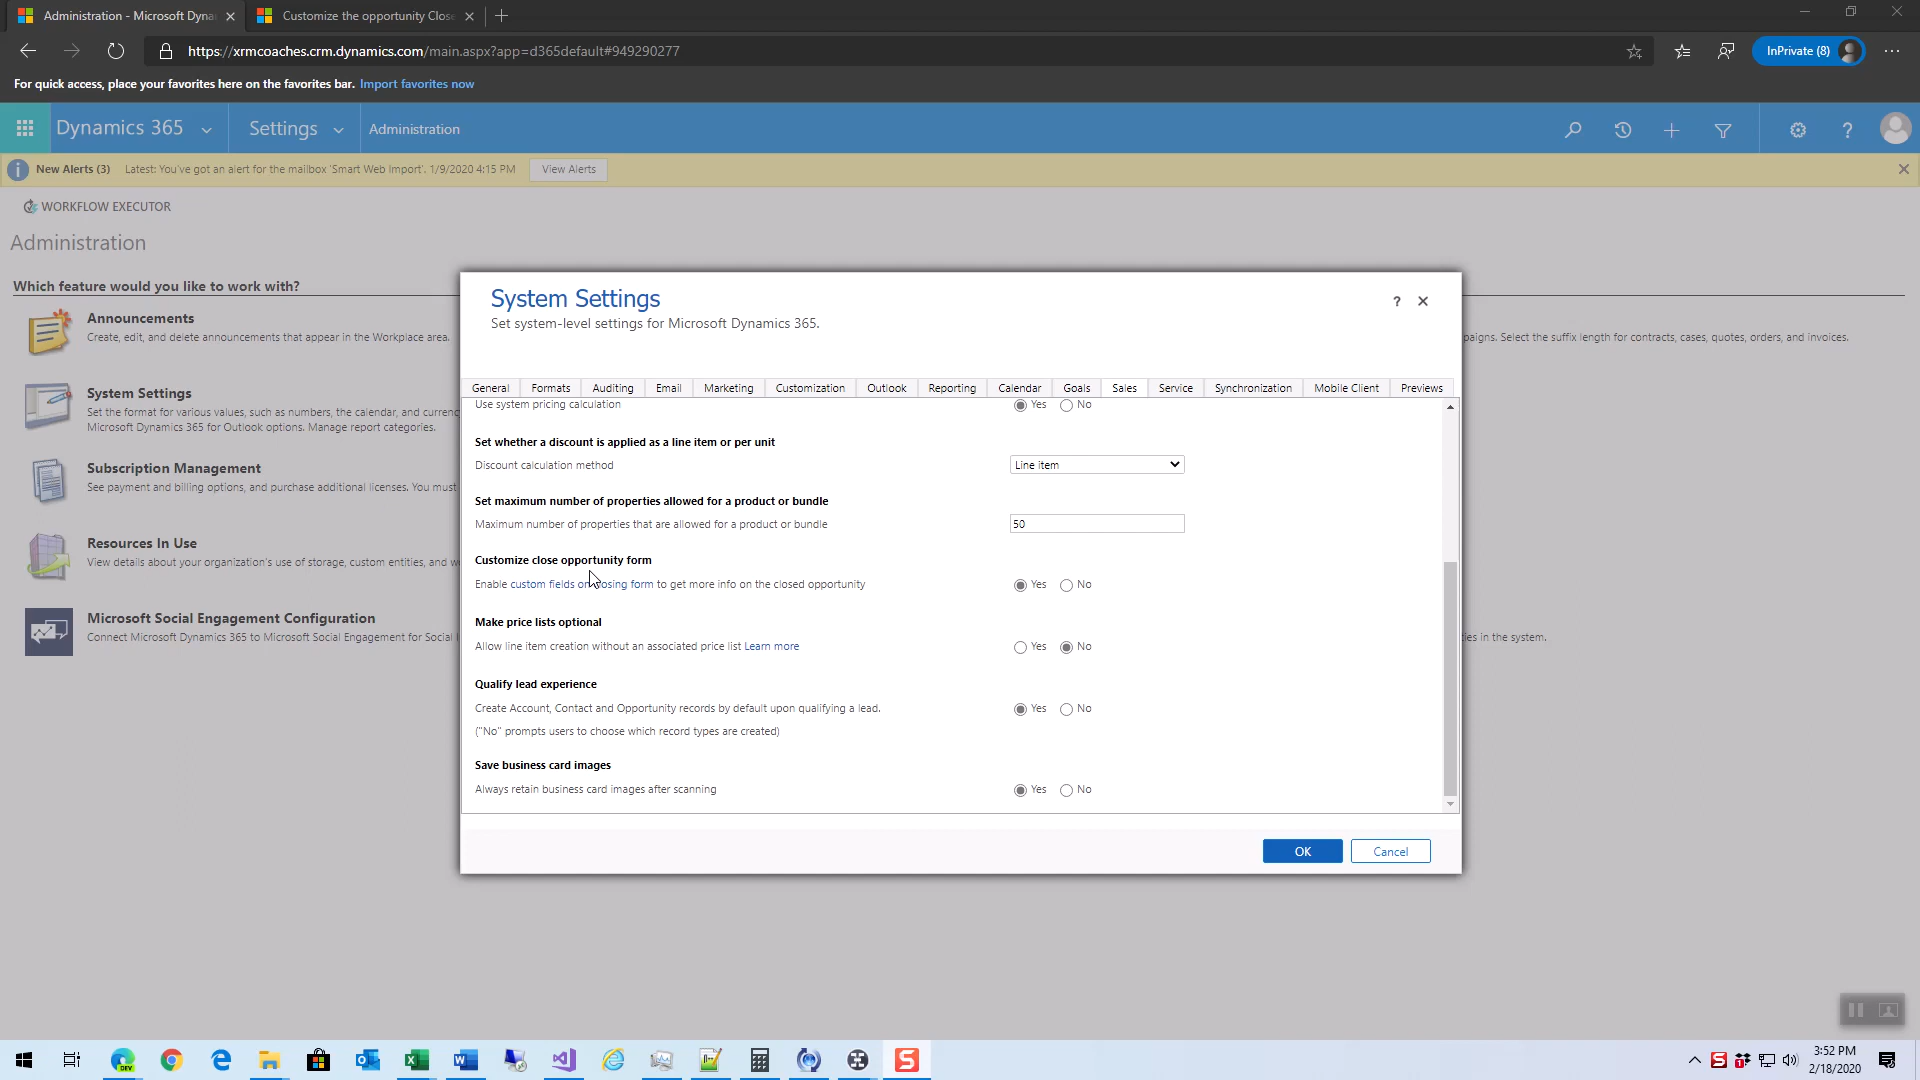 Administration - Microsoft Dyna
Customize the opportunity Close
https://xrmcoaches.crm.dynamics.com/main.aspx?app=d365default#949290277
InPrivate (8)
For quick access, place your favorites here on the favorites bar. Import favorites now
Dynamics 365
Settings
Administration
New Alerts (3) Latest: You've got an alert for the mailbox 'Smart Web Import'. 1/9/2020 4:15 PM View Alerts
WORKFLOW EXECUTOR
Administration
Which feature would you like to work with?
Announcements
Create, edit, and delete announcements that appear in the Workplace area.
System Settings
Set the format for various values, such as numbers, the calendar, and currenc
Microsoft Dynamics 365 for Outlook options. Manage report categories.
Subscription Management
See payment and billing options, and purchase additional licenses. You must
Resources In Use
View details about your organization's use of storage, custom entities, and w
Microsoft Social Engagement Configuration
Connect Microsoft Dynamics 365 to Microsoft Social Engagement for Social
paigns. Select the suffix length for contracts, cases, quotes, orders, and invoices.
ies in the system.
System Settings
Set system-level settings for Microsoft Dynamics 365.
? 
General Formats Auditing Email Marketing Customization Outlook Reporting Calendar Goals Sales Service Synchronization Mobile Client Previews
Use system pricing calculation Yes No
Set whether a discount is applied as a line item or per unit
Discount calculation method Line item
Set maximum number of properties allowed for a product or bundle
Maximum number of properties that are allowed for a product or bundle 50
Customize close opportunity form
Enable custom fields on closing form to get more info on the closed opportunity Yes No
Make price lists optional
Allow line item creation without an associated price list Learn more Yes No
Qualify lead experience
Create Account, Contact and Opportunity records by default upon qualifying a lead. Yes No
("No" prompts users to choose which record types are created)
Save business card images
Always retain business card images after scanning Yes No
OK Cancel
3:52 PM
2/18/2020